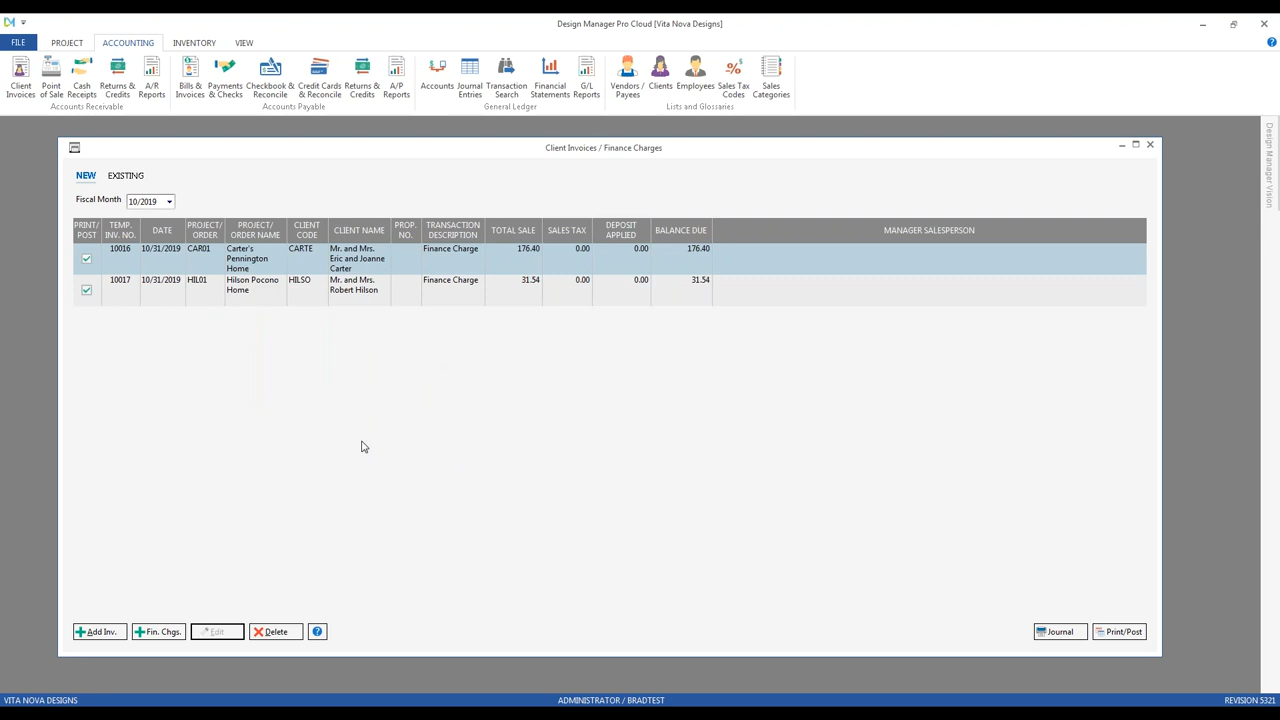 Design Manager Pro Cloud [Vita Nova Designs]
FILE PROJECT ACCOUNTING INVENTORY VIEW
Client Invoices
Point of Sale
Cash Receipts
Returns & Credits
A/R Reports
Accounts Receivable
Bills & Invoices
Payments & Checks
Checkbook & Reconcile
Credit Cards & Reconcile
Returns & Credits
A/P Reports
Accounts Payable
Accounts
Journal Entries
Transaction Search
Financial Statements
G/L Reports
General Ledger
Vendors / Payees
Clients
Employees
Sales Tax Codes
Sales Categories
Lists and Glossaries
Design Manager Vision
Client Invoices / Finance Charges
NEW EXISTING
Fiscal Month 10/2019
PRINT/ POST TEMP. INV. NO. DATE PROJECT/ ORDER PROJECT/ ORDER NAME CLIENT CODE CLIENT NAME PROP. NO. TRANSACTION DESCRIPTION TOTAL SALE SALES TAX DEPOSIT APPLIED BALANCE DUE MANAGER SALESPERSON
10016 10/31/2019 CAR01 Carter's Pennington Home CARTE Mr. and Mrs. Eric and Joanne Carter Finance Charge 176.40 0.00 0.00 176.40
10017 10/31/2019 HIL01 Hilson Pocono Home HILSO Mr. and Mrs. Robert Hilson Finance Charge 31.54 0.00 0.00 31.54
Add Inv. Fin. Chgs. Edit Delete ? Journal Print/Post
VITA NOVA DESIGNS ADMINISTRATOR / BRADTEST REVISION 5321